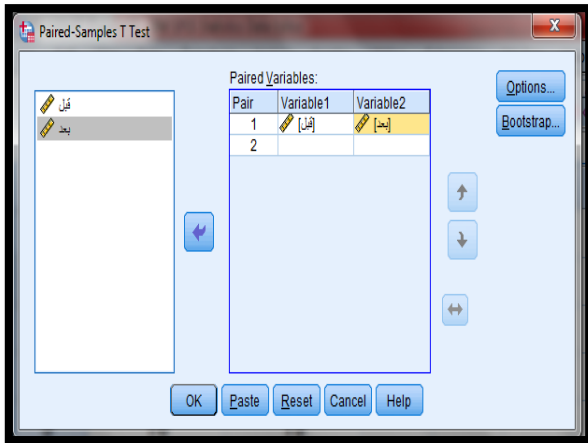 Paired-Samples T Test
قبل
بعد
Paired Variables:
Pair Variable1 Variable2
1 [قبل] [بعد]
2
Options...
Bootstrap...
OK Paste Reset Cancel Help